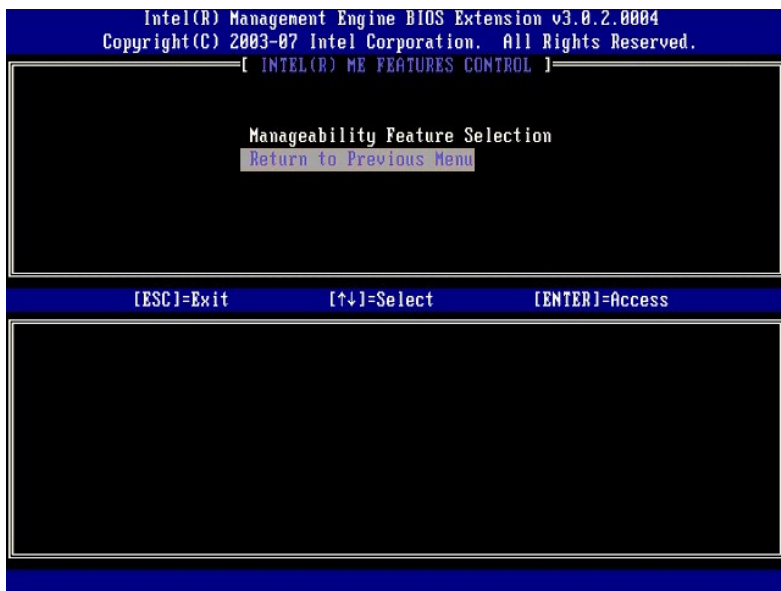 Intel(R) Management Engine BIOS Extension v3.0.2.0004
Copyright(C) 2003-07 Intel Corporation. All Rights Reserved.
[ INTEL(R) ME FEATURES CONTROL ]
Manageability Feature Selection
Return to Previous Menu
[ESC]=Exit [↑↓]=Select [ENTER]=Access